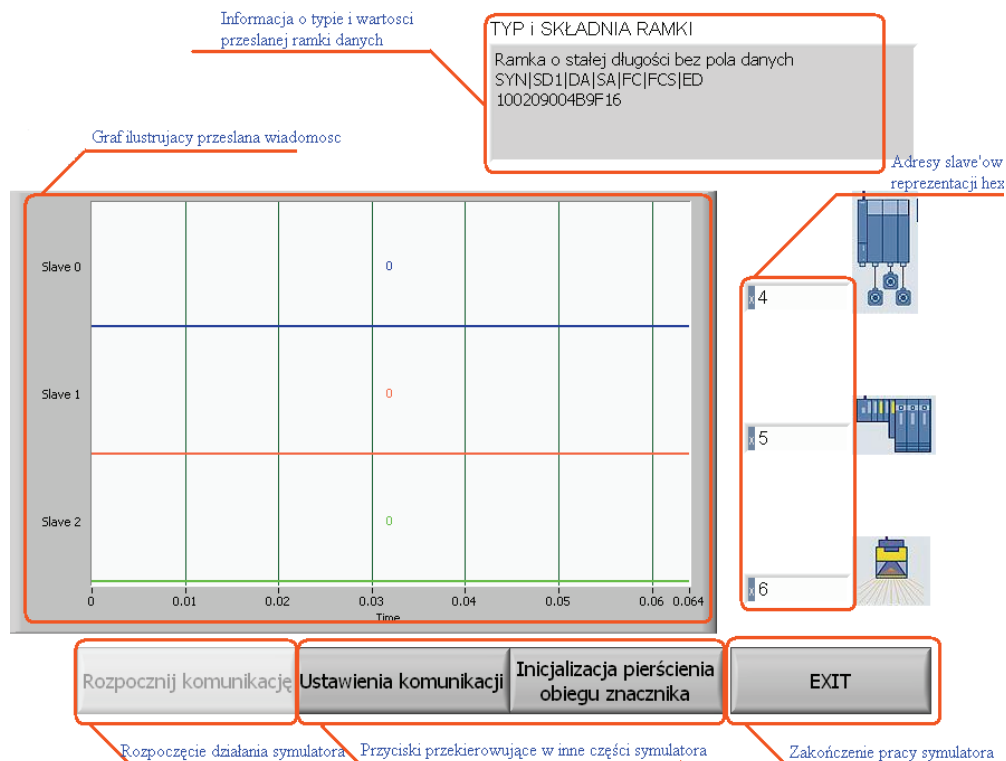 Informacja o typie i wartosci
przeslanej ramki danych
TYP i SKŁADNIA RAMKI
Ramka o stałej długości bez pola danych
SYN|SD1|DA|SA|FC|FCS|ED
100209004B9F16
Graf ilustrujacy przeslana wiadomosc
Adresy slave'ow
reprezentacji hex
Slave 0
0
x 4
Slave 1
0
x 5
Slave 2
0
x 6
0 0.01 0.02 0.03 0.04 0.05 0.06 0.064
Time
Rozpocznij komunikację
Ustawienia komunikacji
Inicjalizacja pierścienia
obiegu znacznika
EXIT
Rozpoczęcie działania symulatora
Przyciski przekierowujące w inne części symulatora
Zakończenie pracy symulatora